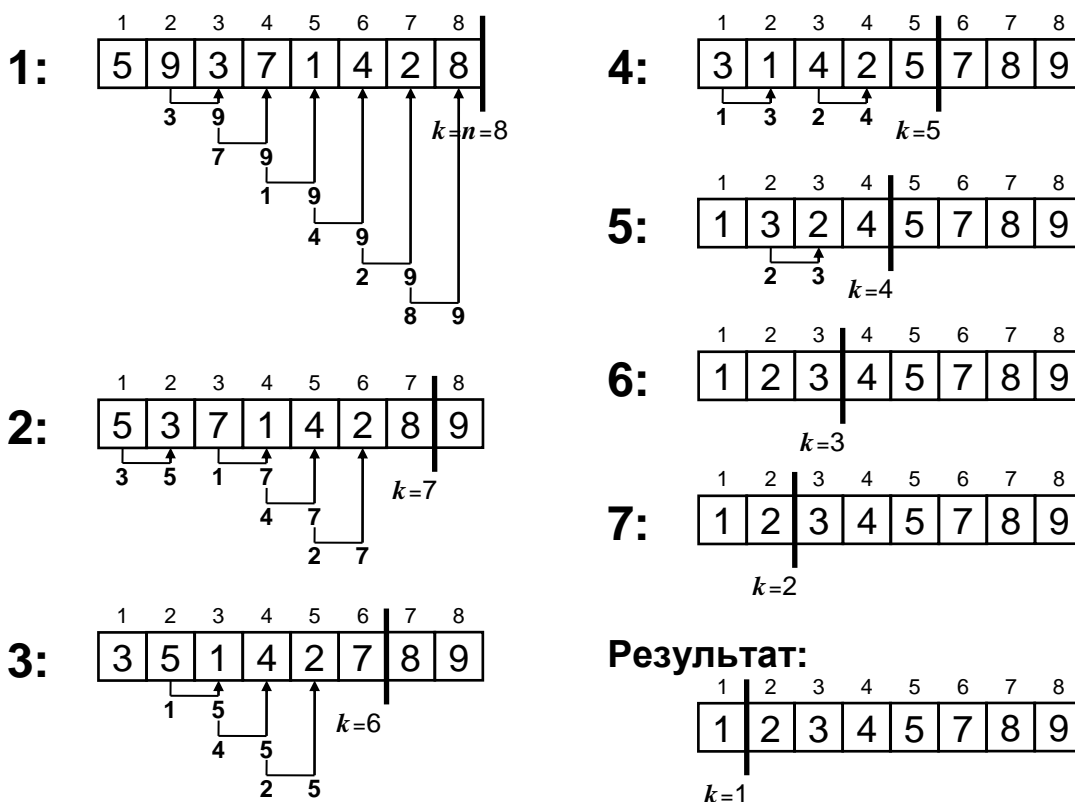 1 2 3 4 5 6 7 8
1: 5 9 3 7 1 4 2 8
3 9
k=n=8
7 9
1 9
4 9
2 9
8 9
1 2 3 4 5 6 7 8
2: 5 3 7 1 4 2 8 9
3 5 1 7
k=7
4 7
2 7
1 2 3 4 5 6 7 8
3: 3 5 1 4 2 7 8 9
1 5
k=6
4 5
2 5
1 2 3 4 5 6 7 8
4: 3 1 4 2 5 7 8 9
1 3 2 4
k=5
1 2 3 4 5 6 7 8
5: 1 3 2 4 5 7 8 9
2 3
k=4
1 2 3 4 5 6 7 8
6: 1 2 3 4 5 7 8 9
k=3
1 2 3 4 5 6 7 8
7: 1 2 3 4 5 7 8 9
k=2
Результат:
1 2 3 4 5 6 7 8
1 2 3 4 5 7 8 9
k=1